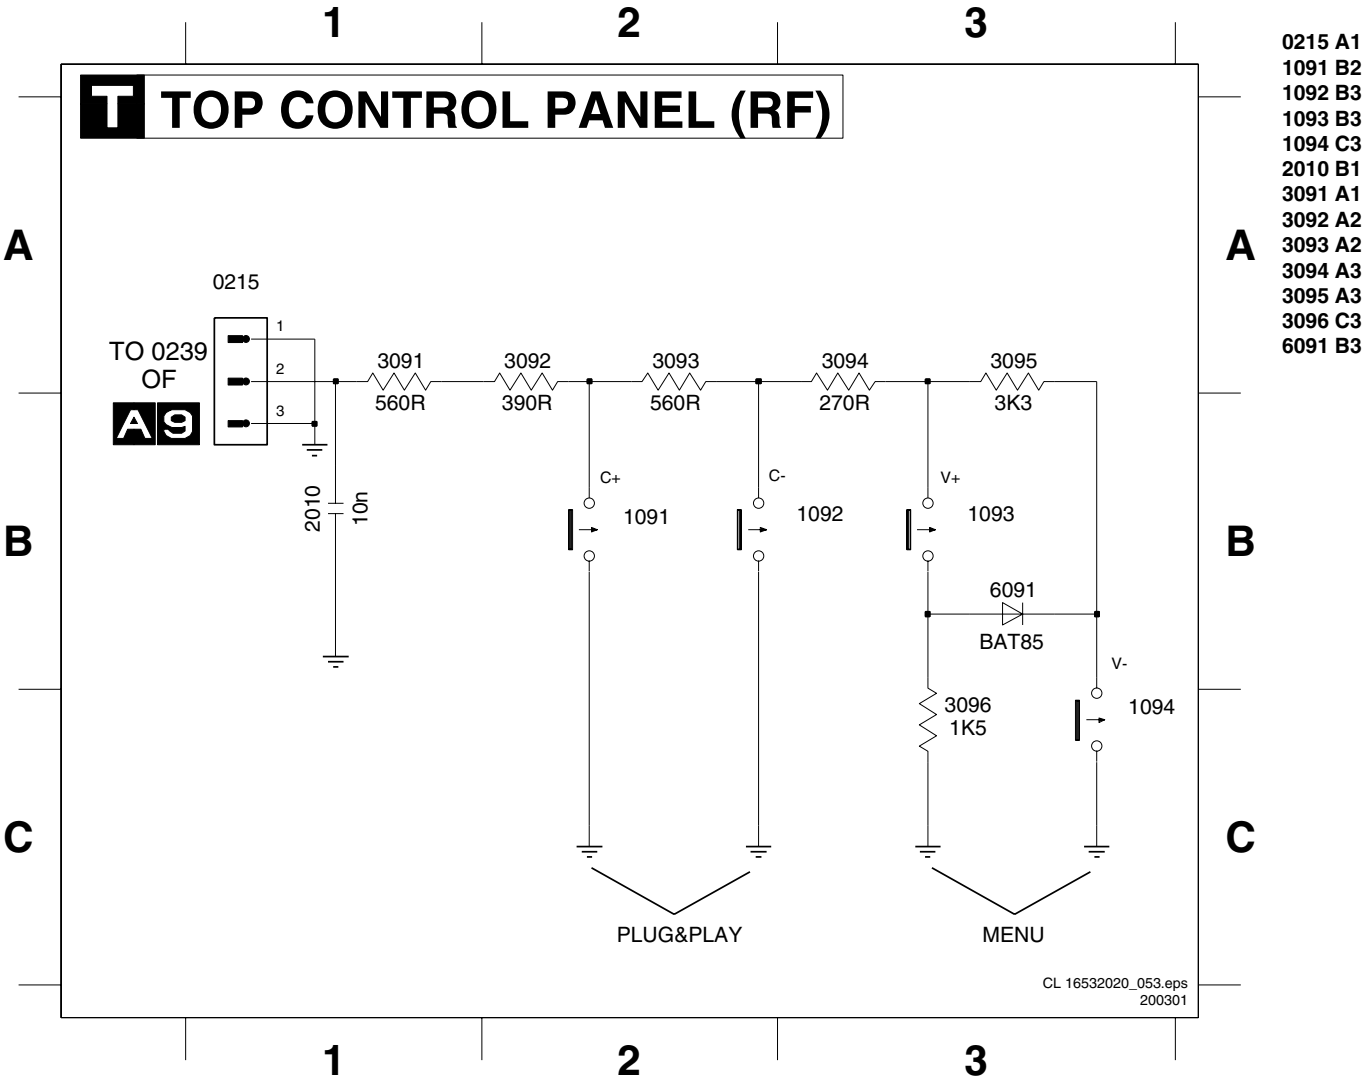 1 2 3
T TOP CONTROL PANEL (RF)
0215 A1
1091 B2
1092 B3
1093 B3
1094 C3
2010 B1
3091 A1
3092 A2
3093 A2
3094 A3
3095 A3
3096 C3
6091 B3
A A
0215
TO 0239
OF
A9
1
2
3
3091
560R
3092
390R
3093
560R
3094
270R
3095
3K3
2010
10n
C+
1091
C-
1092
V+
1093
B B
6091
BAT85
V-
1094
3096
1K5
C C
PLUG&PLAY
MENU
CL 16532020_053.eps
200301
1 2 3